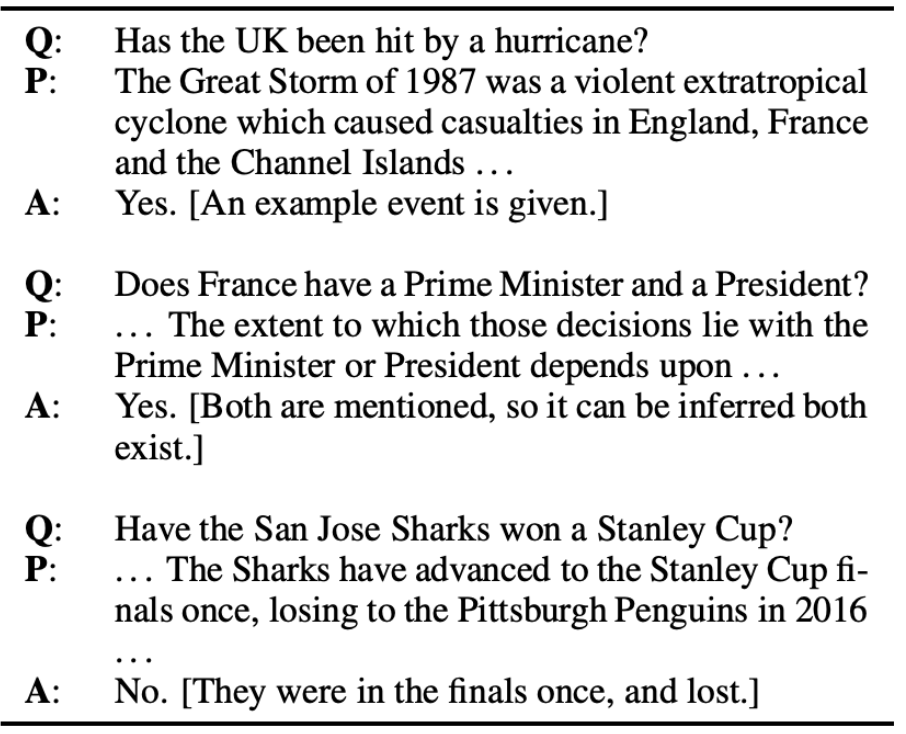 Q: Has the UK been hit by a hurricane?
P: The Great Storm of 1987 was a violent extratropical
cyclone which caused casualties in England, France
and the Channel Islands ...
A: Yes. [An example event is given.]
Q: Does France have a Prime Minister and a President?
P: ... The extent to which those decisions lie with the
Prime Minister or President depends upon ...
A: Yes. [Both are mentioned, so it can be inferred both
exist.]
Q: Have the San Jose Sharks won a Stanley Cup?
P: ... The Sharks have advanced to the Stanley Cup fi-
nals once, losing to the Pittsburgh Penguins in 2016
...
A: No. [They were in the finals once, and lost.]